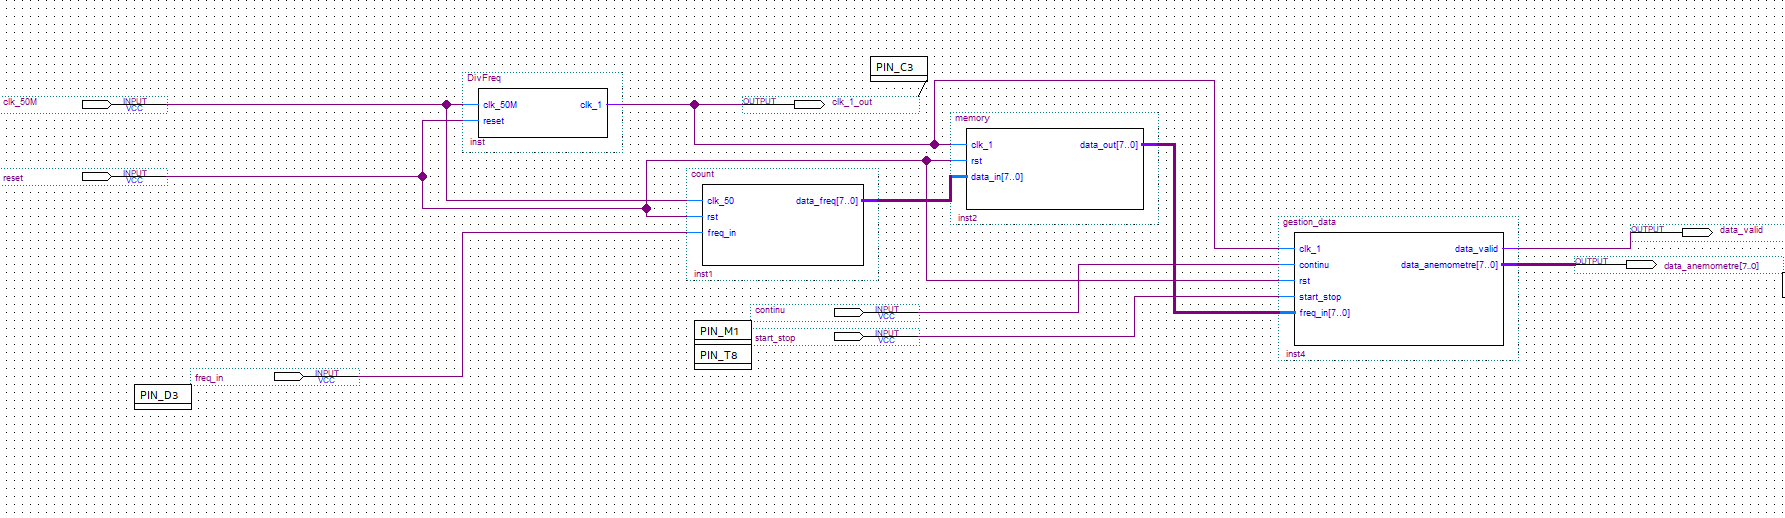 PIN_C3
DivFreq
clk_50M
INPUT
VCC
clk_50M
clk_1
OUTPUT
clk_1_out
reset
inst
memory
clk_1
data_out[7..0]
rst
data_in[7..0]
inst2
reset
INPUT
VCC
count
clk_50
data_freq[7..0]
rst
freq_in
inst1
gestion_data
clk_1
data_valid
continu
data_anemometre[7..0]
rst
start_stop
freq_in[7..0]
inst4
OUTPUT
data_valid
OUTPUT
data_anemometre[7..0]
continu
INPUT
VCC
PIN_M1
start_stop
INPUT
VCC
PIN_T8
freq_in
INPUT
VCC
PIN_D3